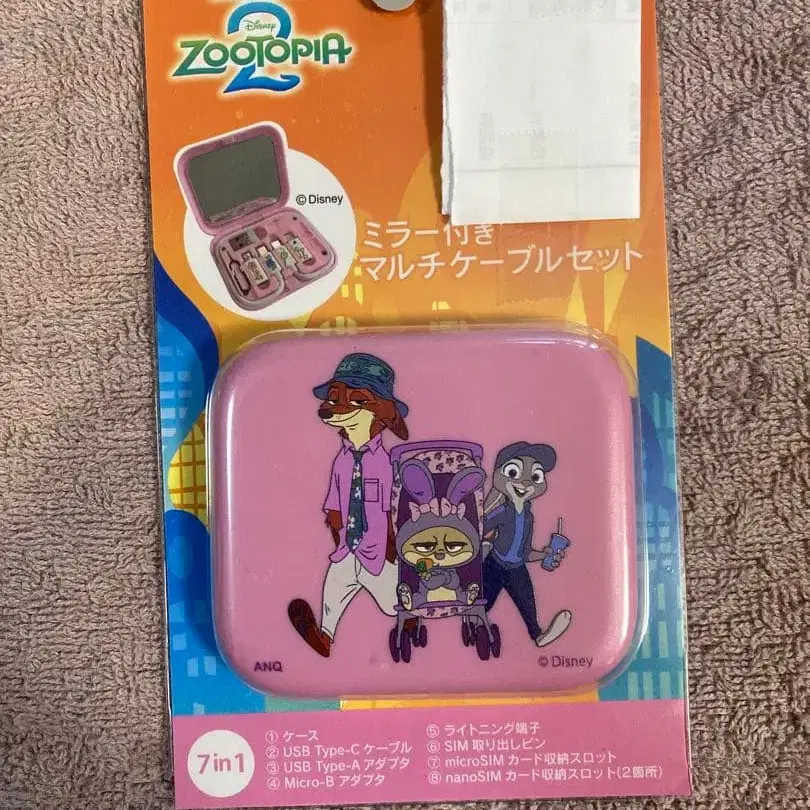 Disney
ZOOTOPIA
2
©Disney
ミラー付き
マルチケーブルセット
ANQ
©Disney
7in1
① ケース
② USB Type-C ケーブル
③ USB Type-A アダプタ
④ Micro-B アダプタ
⑤ ライトニング端子
⑥ SIM 取り出しピン
⑦ microSIM カード収納スロット
⑧ nanoSIM カード収納スロット(2箇所)